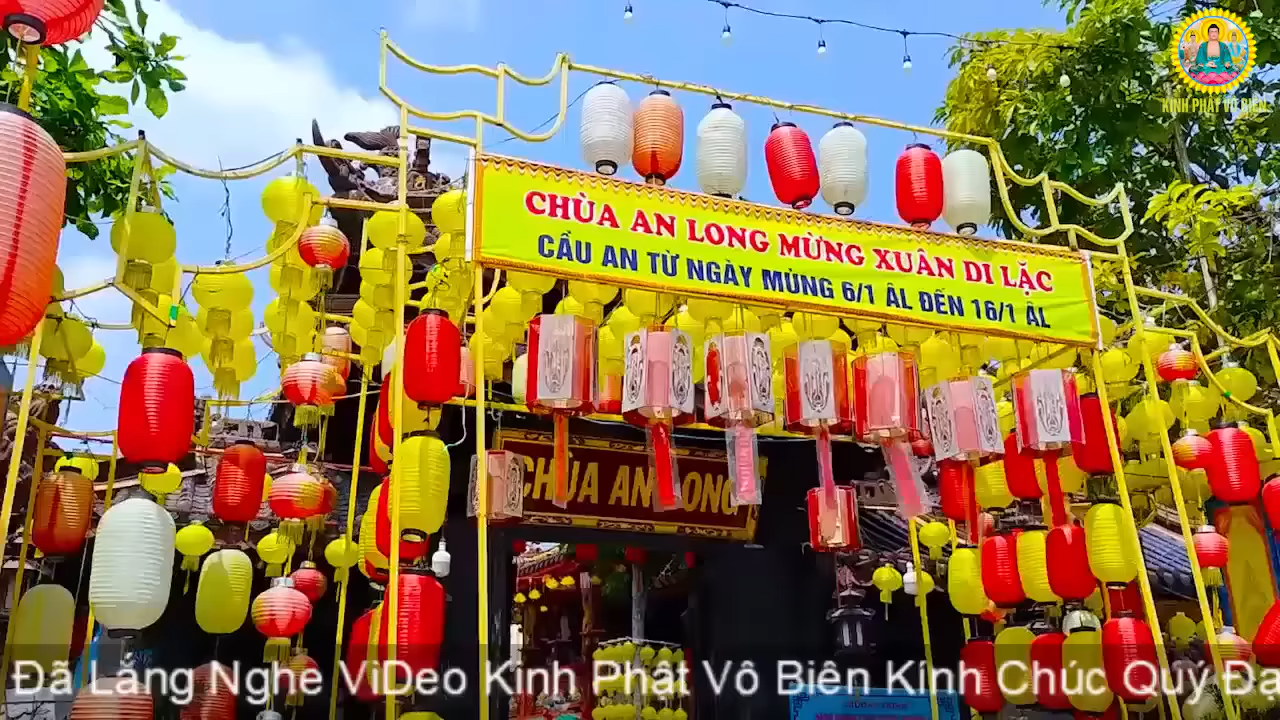 KINH PHẬT VÔ BIÊN
CHÙA AN LONG MỪNG XUÂN DI LẶC
CẦU AN TỪ NGÀY MÙNG 6/1 ÂL ĐẾN 16/1 ÂL
CHÙA AN LONG
Đã Lắng Nghe ViDeo Kinh Phật Vô Biên Kính Chúc Quý Đạ